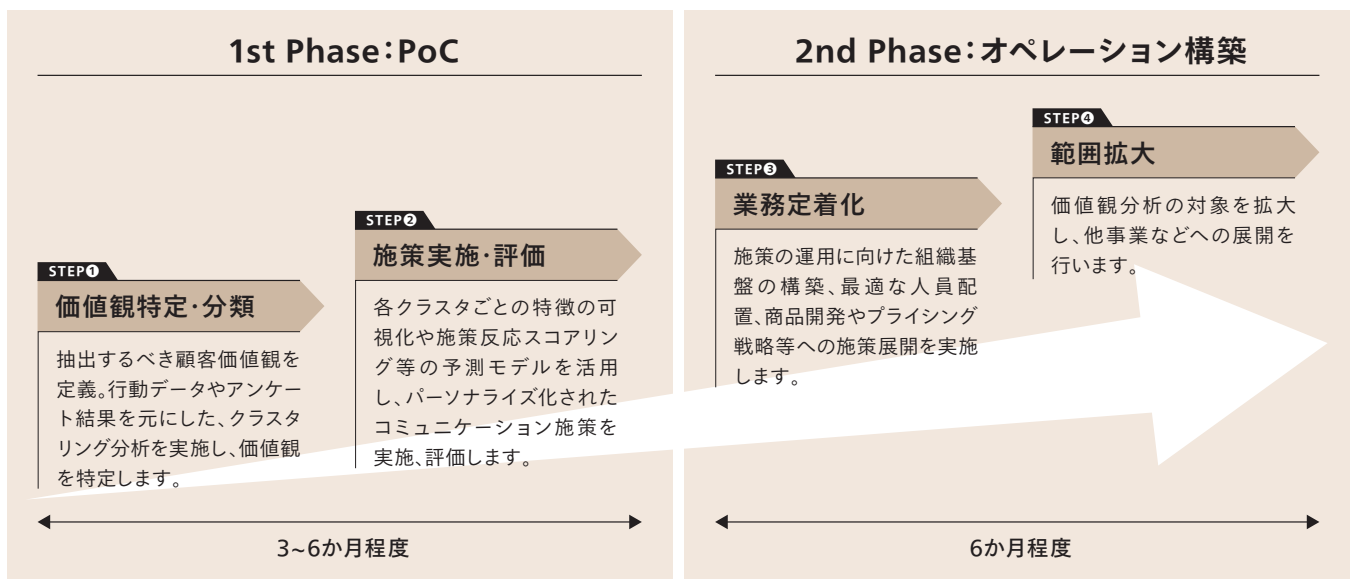 1st Phase：PoC
STEP❶
価値観特定・分類
抽出するべき顧客価値観を
定義。行動データやアンケー
ト結果を元にした、クラスタ
リング分析を実施し、価値観
を特定します。
STEP❷
施策実施・評価
各クラスタごとの特徴の可
視化や施策反応スコアリン
グ等の予測モデルを活用
し、パーソナライズ化された
コミュニケーション施策を
実施、評価します。
3~6か月程度
2nd Phase：オペレーション構築
STEP❸
業務定着化
施策の運用に向けた組織基
盤の構築、最適な人員配
置、商品開発やプライシング
戦略等への施策展開を実施
します。
STEP❹
範囲拡大
価値観分析の対象を拡大
し、他事業などへの展開を
行います。
6か月程度